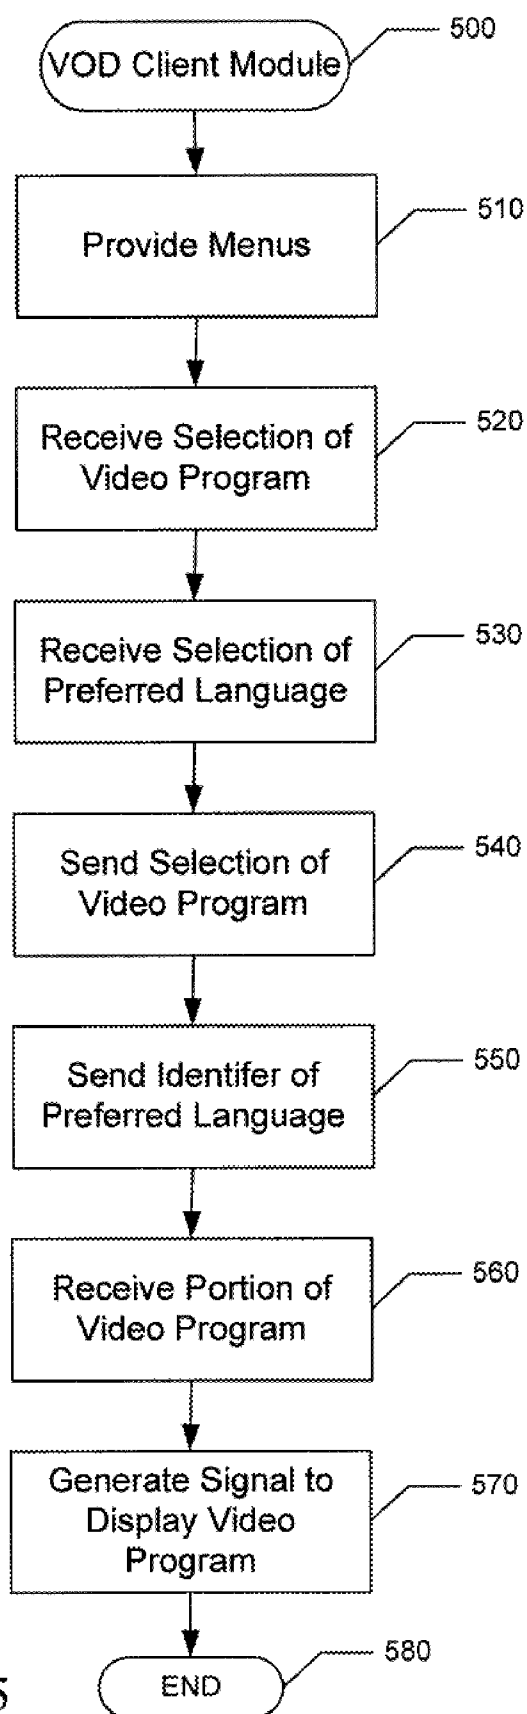 VOD Client Module
500
Provide Menus
510
Receive Selection of
Video Program
520
Receive Selection of
Preferred Language
530
Send Selection of
Video Program
540
Send Identifer of
Preferred Language
550
Receive Portion of
Video Program
560
Generate Signal to
Display Video
Program
570
END
580
5